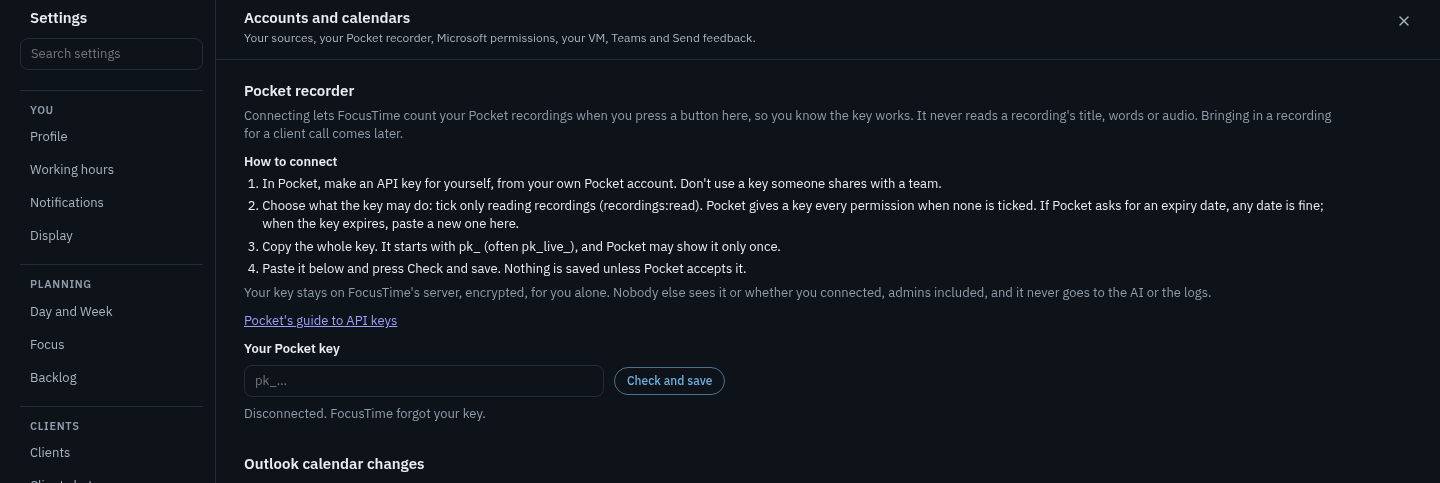 Settings
Search settings
YOU
Profile
Working hours
Notifications
Display
PLANNING
Day and Week
Focus
Backlog
CLIENTS
Clients
Accounts and calendars
Your sources, your Pocket recorder, Microsoft permissions, your VM, Teams and Send feedback.
Pocket recorder
Connecting lets FocusTime count your Pocket recordings when you press a button here, so you know the key works. It never reads a recording's title, words or audio. Bringing in a recording
for a client call comes later.
How to connect
1. In Pocket, make an API key for yourself, from your own Pocket account. Don't use a key someone shares with a team.
2. Choose what the key may do: tick only reading recordings (recordings:read). Pocket gives a key every permission when none is ticked. If Pocket asks for an expiry date, any date is fine;
when the key expires, paste a new one here.
3. Copy the whole key. It starts with pk_ (often pk_live_), and Pocket may show it only once.
4. Paste it below and press Check and save. Nothing is saved unless Pocket accepts it.
Your key stays on FocusTime's server, encrypted, for you alone. Nobody else sees it or whether you connected, admins included, and it never goes to the AI or the logs.
Pocket's guide to API keys
Your Pocket key
pk_...
Check and save
Disconnected. FocusTime forgot your key.
Outlook calendar changes